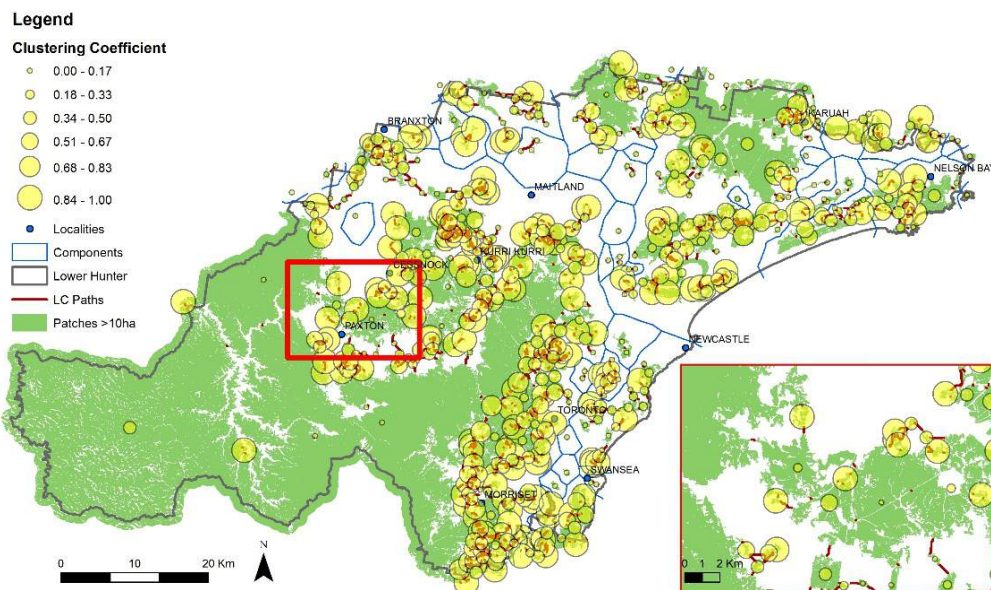 Legend
Clustering Coefficient
0.00 - 0.17
0.18 - 0.33
0.34 - 0.50
0.51 - 0.67
0.68 - 0.83
0.84 - 1.00
Localities
Components
Lower Hunter
LC Paths
Patches >10ha
BRANXTON
KARUAH
NELSON BAY
MAITLAND
KURRI KURRI
CESSNOCK
PAXTON
NEWCASTLE
TORONTO
SWANSEA
MORRISET
N
0 10 20 Km
0 1 2 Km